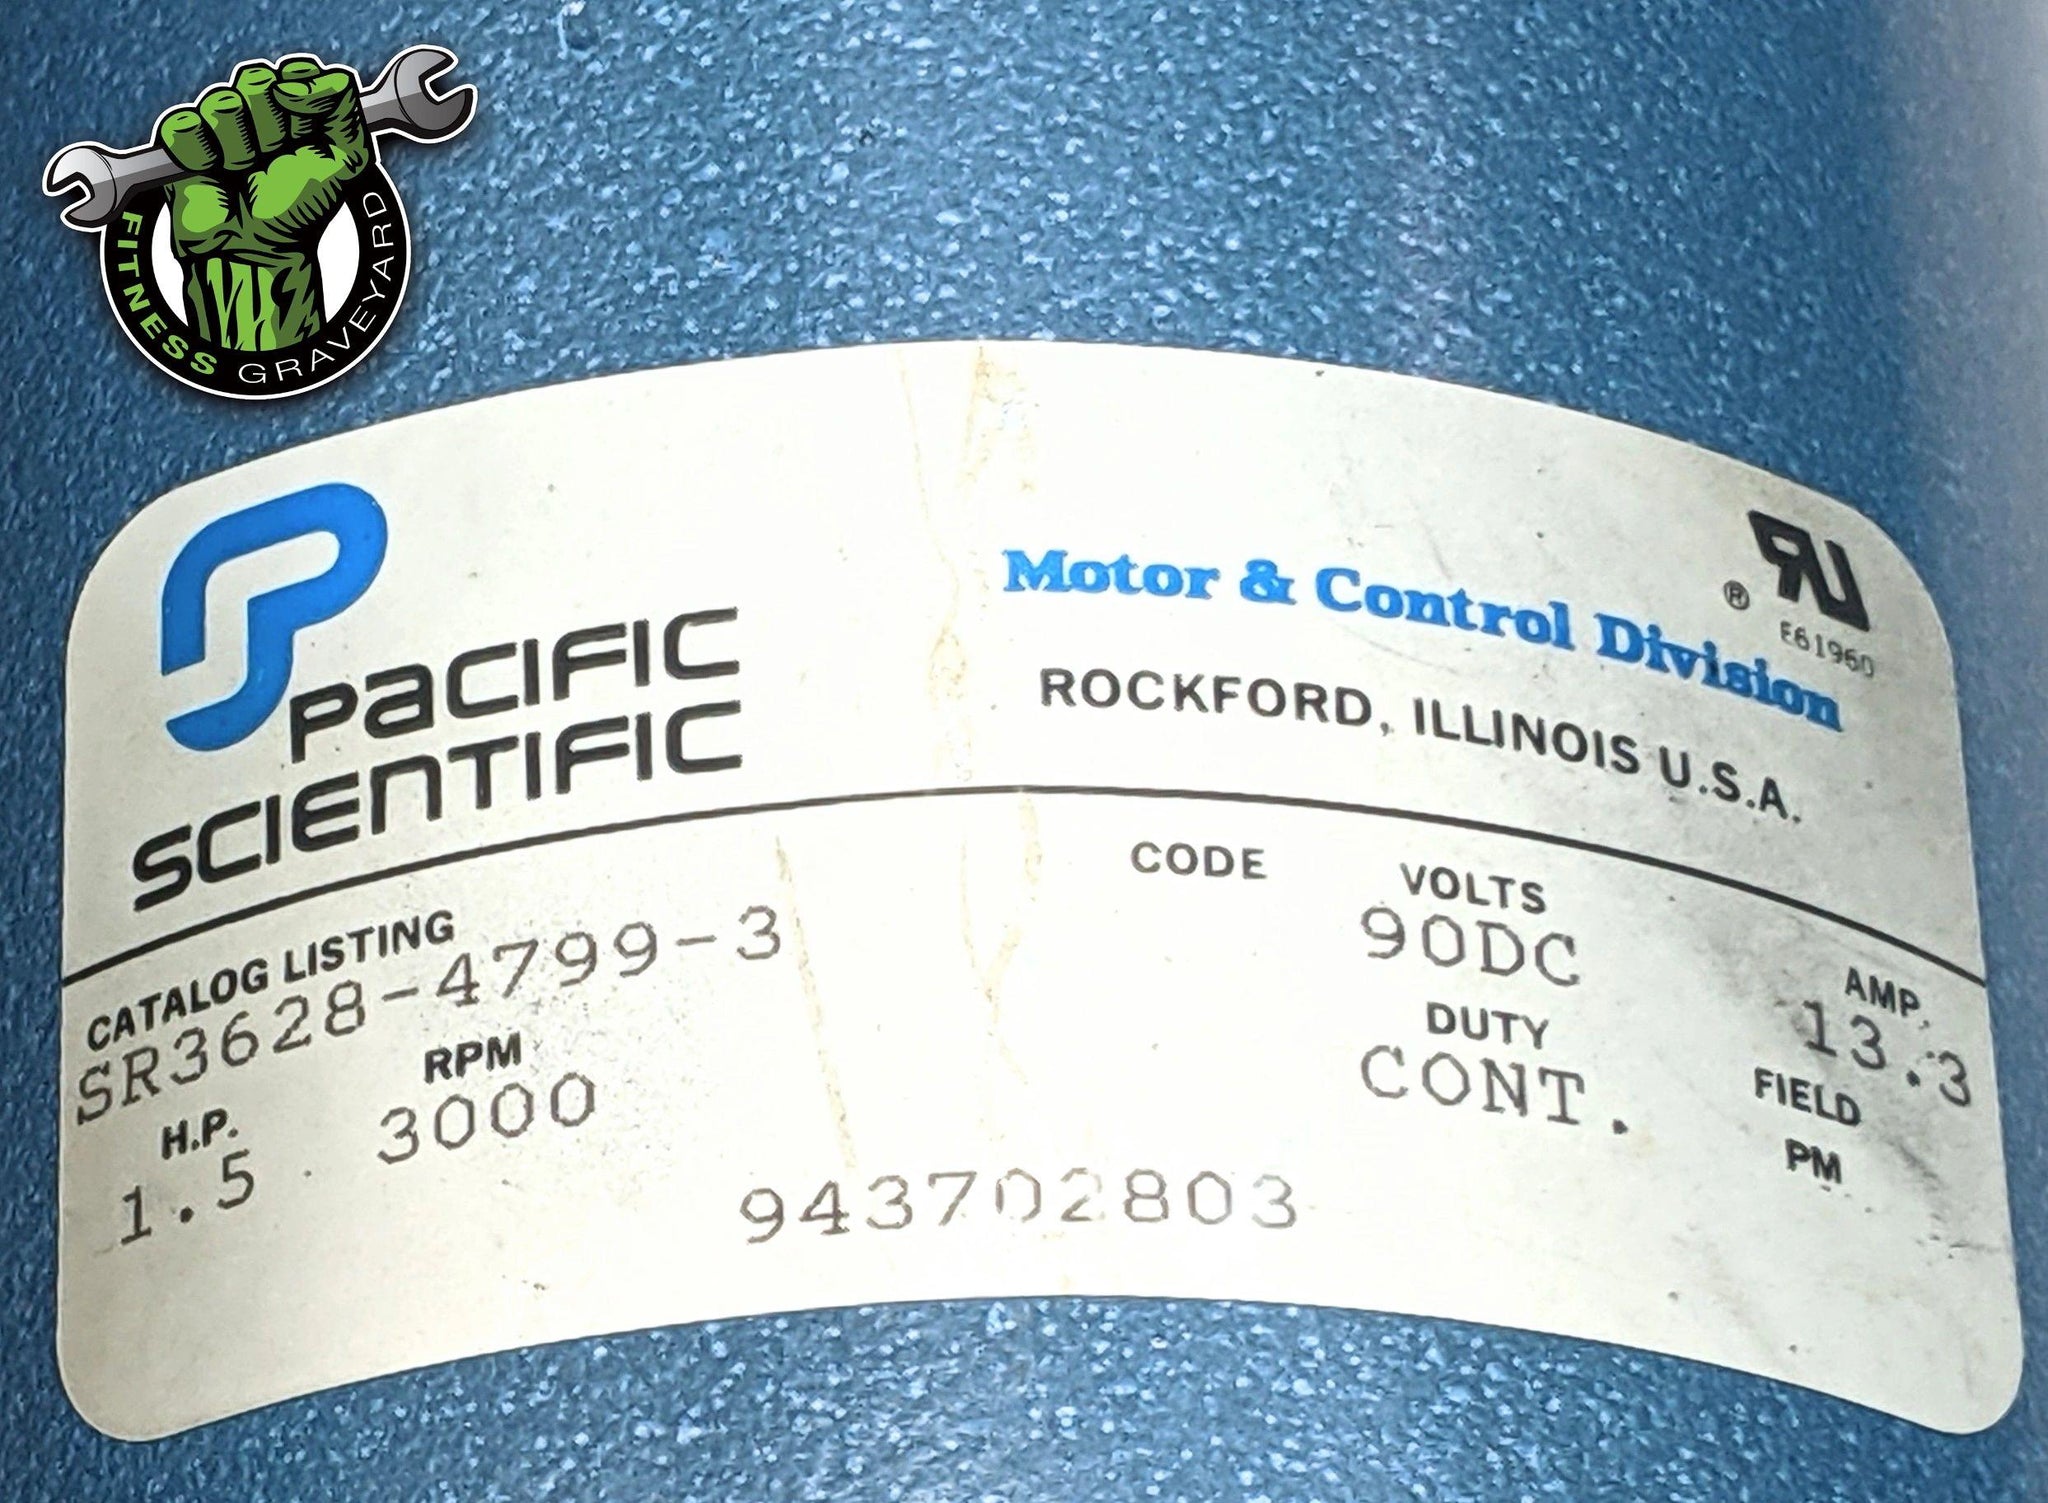 FITNESS GRAVEYARD
PACIFIC
SCIENTIFIC
Motor & Control Division
ROCKFORD, ILLINOIS U.S.A.
®
E61960
CATALOG LISTING
SR3628-4799-3
CODE
VOLTS
90DC
AMP.
13.3
H.P.
1.5
RPM
3000
DUTY
CONT.
FIELD
PM
943702803